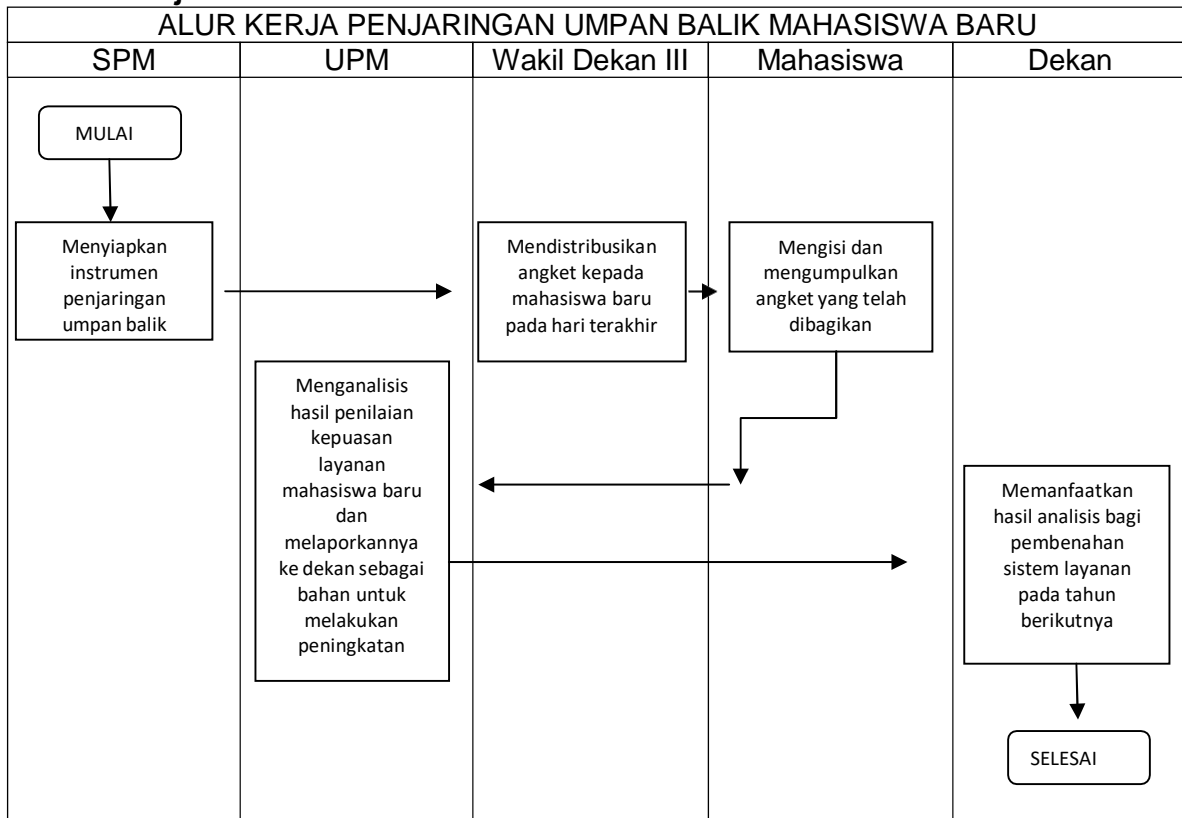 ALUR KERJA PENJARINGAN UMPAN BALIK MAHASISWA BARU
SPM
UPM
Wakil Dekan III
Mahasiswa
Dekan
MULAI
Menyiapkan
instrumen
penjaringan
umpan balik
Mendistribusikan
angket kepada
mahasiswa baru
pada hari terakhir
Mengisi dan
mengumpulkan
angket yang telah
dibagikan
Menganalisis
hasil penilaian
kepuasan
layanan
mahasiswa baru
dan
melaporkannya
ke dekan sebagai
bahan untuk
melakukan
peningkatan
Memanfaatkan
hasil analisis bagi
pembenahan
sistem layanan
pada tahun
berikutnya
SELESAI